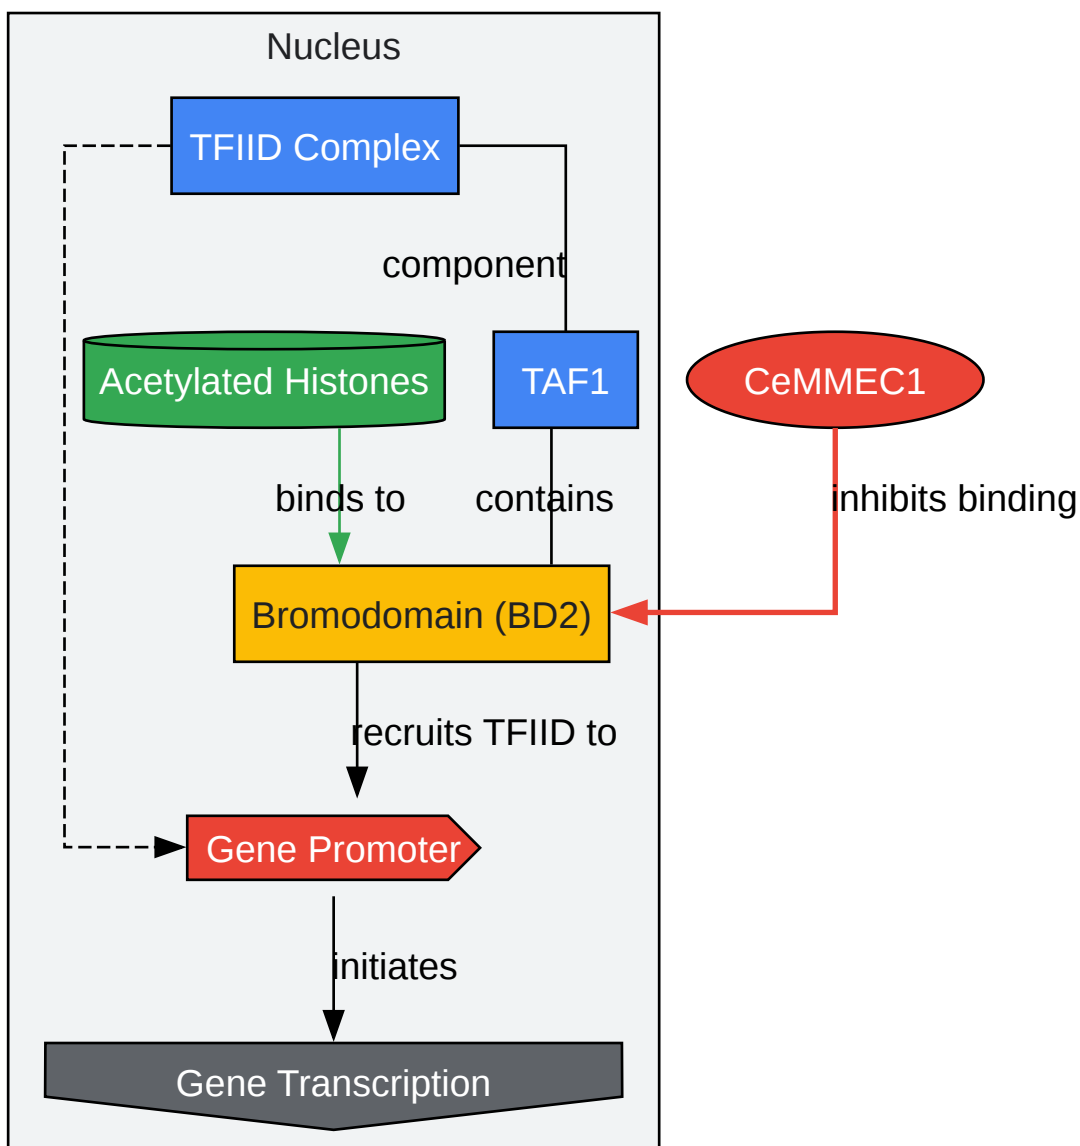 Nucleus
TFIID Complex
component
Acetylated Histones
TAF1
CeMMEC1
binds to
contains
inhibits binding
Bromodomain (BD2)
recruits TFIID to
Gene Promoter
initiates
Gene Transcription